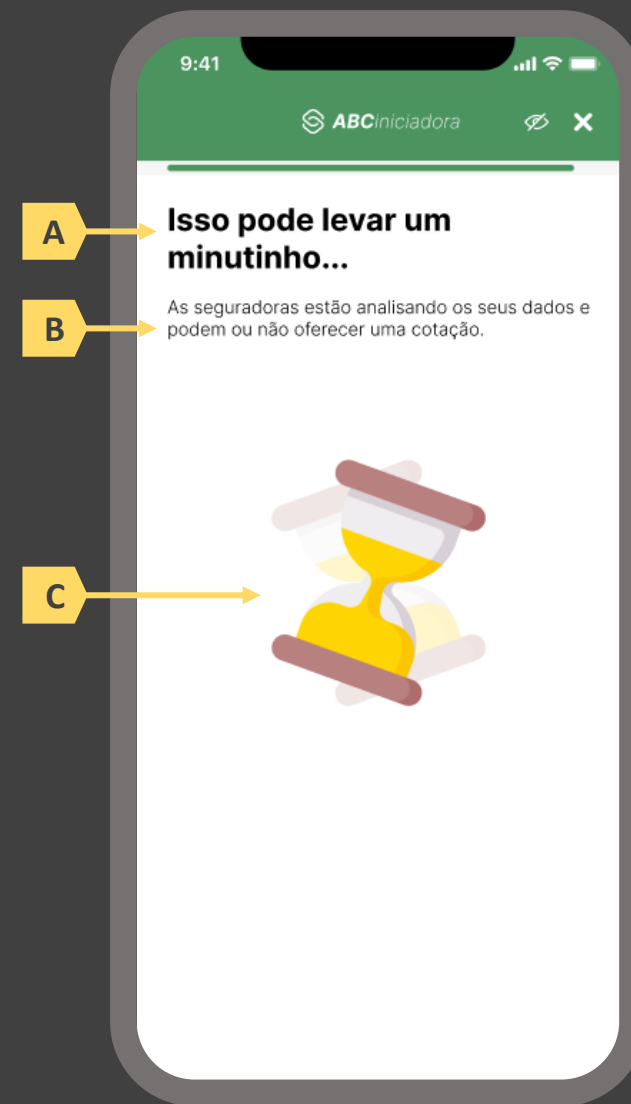 9:41
ABCiniciadora
A
Isso pode levar um
minutinho...
B
As seguradoras estão analisando os seus dados e
podem ou não oferecer uma cotação.
C